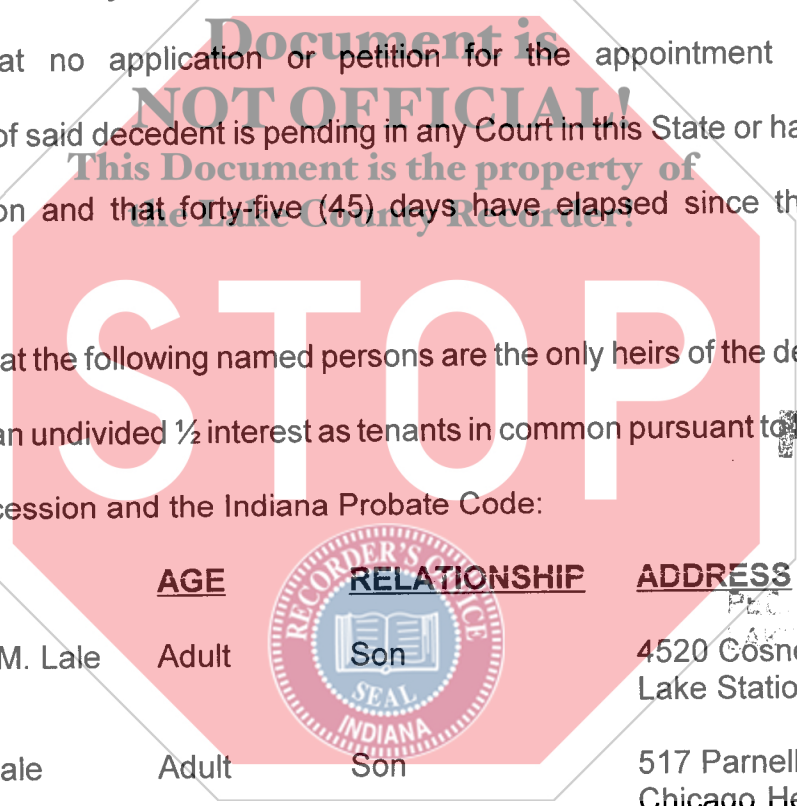 Document is
at no application or petition for the appointment
NOT OFFICIAL!
of said decedent is pending in any Court in this State or ha
This Document is the property of
on and that forty-five (45) days have elapsed since th
the Lake County Recorder!
STOP
at the following named persons are the only heirs of the de
an undivided ½ interest as tenants in common pursuant to
cession and the Indiana Probate Code:
AGE RELATIONSHIP ADDRESS
RECORDER'S OFFICE
M. Lale Adult Son 4520 Cosno
Lake Statio
SEAL
INDIANA
ale Adult Son 517 Parnell
Chicago He